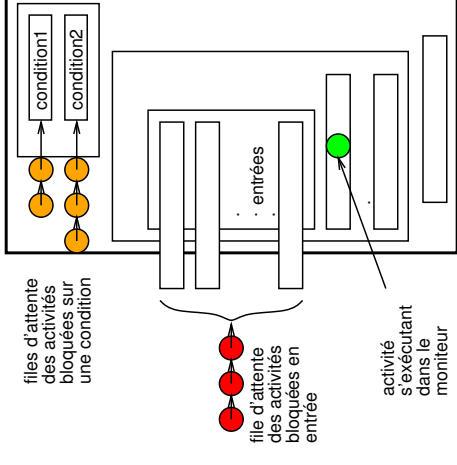 condition1
condition2
files d'attente
des activités
bloquées sur
une condition
entrées
file d'attente
des activités
bloquées en
entrée
activité
s'exécutant
dans le
moniteur